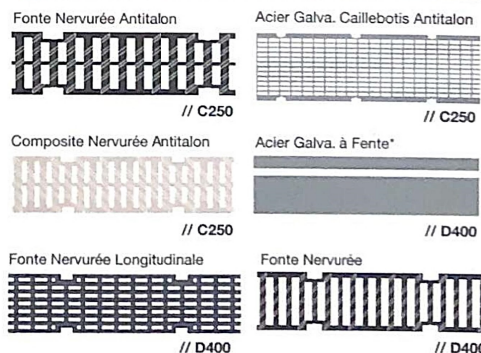 Fonte Nervurée Antitalon
// C250
Acier Galva. Caillebotis Antitalon
// C250
Composite Nervurée Antitalon
// C250
Acier Galva. à Fente*
// D400
Fonte Nervurée Longitudinale
// D400
Fonte Nervurée
// D400